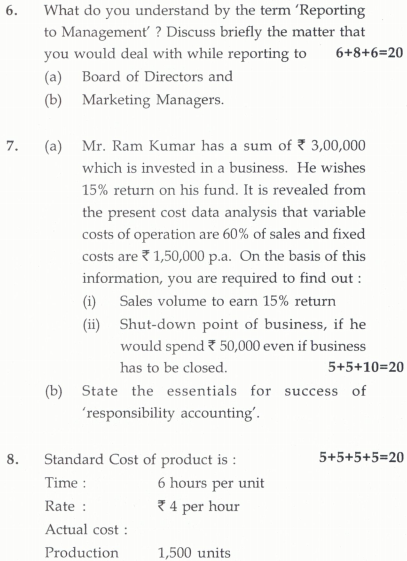 6. What do you understand by the term 'Reporting
to Management' ? Discuss briefly the matter that
you would deal with while reporting to 6+8+6=20
(a) Board of Directors and
(b) Marketing Managers.
7. (a) Mr. Ram Kumar has a sum of ₹ 3,00,000
which is invested in a business. He wishes
15% return on his fund. It is revealed from
the present cost data analysis that variable
costs of operation are 60% of sales and fixed
costs are ₹ 1,50,000 p.a. On the basis of this
information, you are required to find out :
(i) Sales volume to earn 15% return
(ii) Shut-down point of business, if he
would spend ₹ 50,000 even if business
has to be closed. 5+5+10=20
(b) State the essentials for success of
'responsibility accounting'.
8. Standard Cost of product is : 5+5+5+5=20
Time : 6 hours per unit
Rate : ₹ 4 per hour
Actual cost :
Production 1,500 units